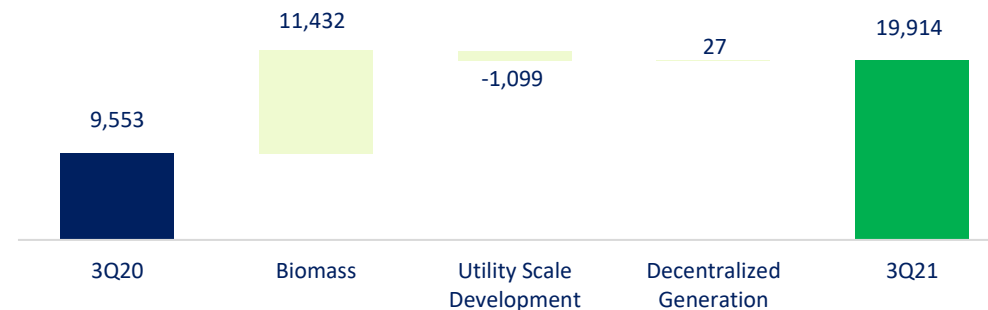 11,432
19,914
27
-1,099
9,553
3Q20
Biomass
Utility Scale
Development
Decentralized
Generation
3Q21